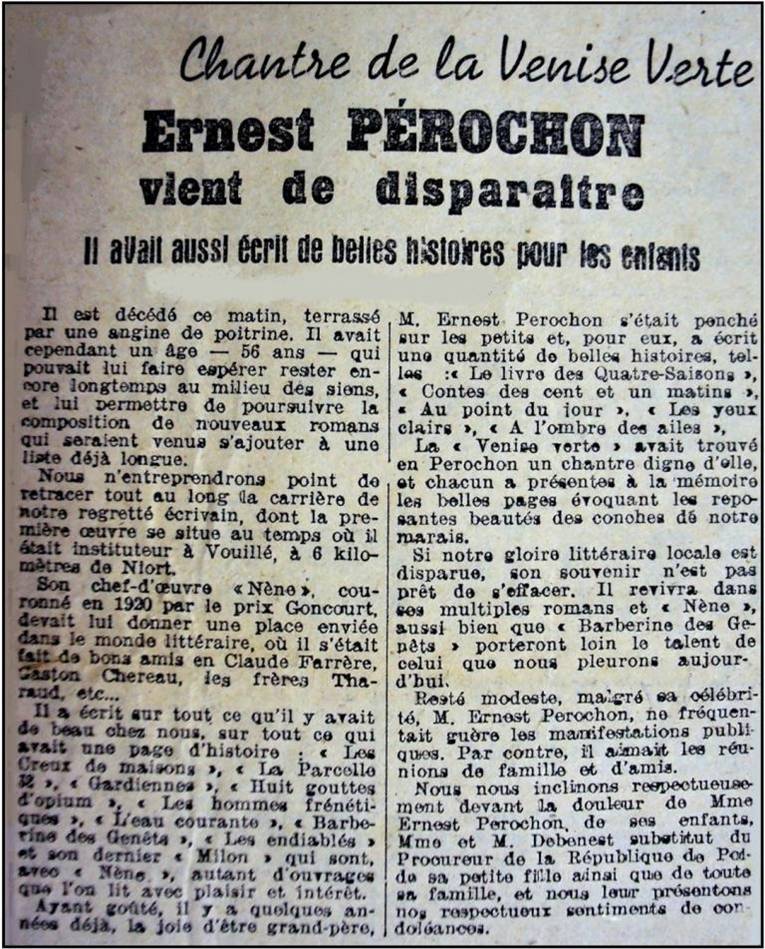 Chantre de la Venise Verte
Ernest PÉROCHON
vient de disparaître
Il avait aussi écrit de belles histoires pour les enfants
Il est décédé ce matin, terrassé
par une angine de poitrine. Il avait
cependant un âge — 56 ans — qui
pouvait lui faire espérer rester en-
core longtemps au milieu des siens,
et lui permettre de poursuivre la
composition de nouveaux romans
qui seraient venus s'ajouter à une
liste déjà longue.
Nous n'entreprendrons point de
retracer tout au long la carrière de
notre regretté écrivain, dont la pre-
mière œuvre se situe au temps où il
était instituteur à Vouillé, à 6 kilo-
mètres de Niort.
Son chef-d'œuvre « Nène », cou-
ronné en 1920 par le prix Goncourt,
devait lui donner une place enviée
dans le monde littéraire, où il s'était
fait de bons amis en Claude Farrère,
Gaston Chereau, les frères Tha-
raud, etc...
Il a écrit sur tout ce qu'il y avait
de beau chez nous, sur tout ce qui
avait une page d'histoire : « Les
Creux de maisons », « La Parcelle
32 », « Gardiennes », « Huit gouttes
d'opium », « Les hommes frénéti-
ques », « L'eau courante », « Barbe-
rine des Genêts », « Les endiablés »
et son dernier « Milon » qui sont,
avec « Nène », autant d'ouvrages
que l'on lit avec plaisir et intérêt.
Ayant goûté, il y a quelques an-
nées déjà, la joie d'être grand-père,
M. Ernest Perochon s'était penché
sur les petits et, pour eux, a écrit
une quantité de belles histoires, tel-
les :« Le livre des Quatre-Saisons »,
« Contes des cent et un matins »,
« Au point du jour », « Les yeux
clairs », « A l'ombre des ailes »,
La « Venise verte » avait trouvé
en Perochon un chantre digne d'elle,
et chacun a présentes à la mémoire
les belles pages évoquant les repo-
santes beautés des conches de notre
marais.
Si notre gloire littéraire locale est
disparue, son souvenir n'est pas
prêt de s'effacer. Il revivra dans
ses multiples romans et « Nène »,
aussi bien que « Barberine des Ge-
nêts » porteront loin le talent de
celui que nous pleurons aujour-
d'hui.
Resté modeste, malgré sa célébri-
té, M. Ernest Perochon, ne fréquen-
tait guère les manifestations publi-
ques. Par contre, il aimait les réu-
nions de famille et d'amis.
Nous nous inclinons respectueuse-
ment devant la douleur de Mme
Ernest Perochon, de ses enfants,
Mme et M. Debenest substitut du
Procureur de la République de Poi-
de sa petite fille ainsi que de toute
sa famille, et nous leur présentons
nos respectueux sentiments de con-
doléances.